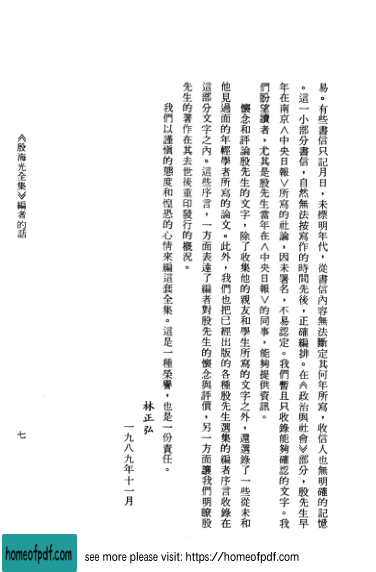 易。有些書信只記月日，未標明年代，從書信內容無法斷定其何年所寫，收信人也無明確的記憶
。這一小部分書信，自然無法按寫作的時間先後，正確編排。在《政治與社會》部分，殷先生早
年在南京〈中央日報〉所寫的社論，因未署名，不易認定。我們暫且只收錄能夠確認的文字。我
們盼望讀者，尤其是殷先生當年在〈中央日報〉的同事，能夠提供資訊。
懷念和評論殷先生的文字，除了收集他的親友和學生所寫的文字之外，還選錄了一些從未和
他見過面的年輕學者所寫的論文。此外，我們也把已經出版的各種殷先生選集的編者序言收錄在
這部分文字之內。這些序言，一方面表達了編者對殷先生的懷念與評價，另一方面讓我們明瞭殷
先生的著作在其去世後重印發行的概況。
我們以謹慎的態度和惶恐的心情來編這套全集。這是一種榮譽，也是一份責任。
林正弘
一九八九年十一月
《殷海光全集》編者的話
七
homeofpdf.com
see more please visit: https://homeofpdf.com